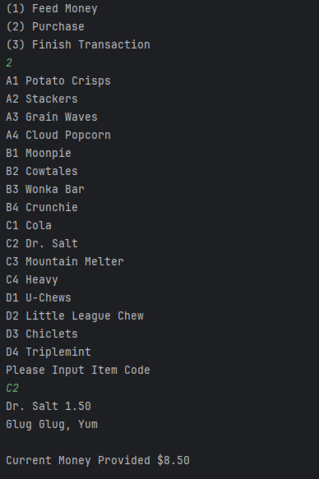 (1) Feed Money
(2) Purchase
(3) Finish Transaction
2
A1 Potato Crisps
A2 Stackers
A3 Grain Waves
A4 Cloud Popcorn
B1 Moonpie
B2 Cowtales
B3 Wonka Bar
B4 Crunchie
C1 Cola
C2 Dr. Salt
C3 Mountain Melter
C4 Heavy
D1 U-Chews
D2 Little League Chew
D3 Chiclets
D4 Triplemint
Please Input Item Code
C2
Dr. Salt 1.50
Glug Glug, Yum
Current Money Provided $8.50